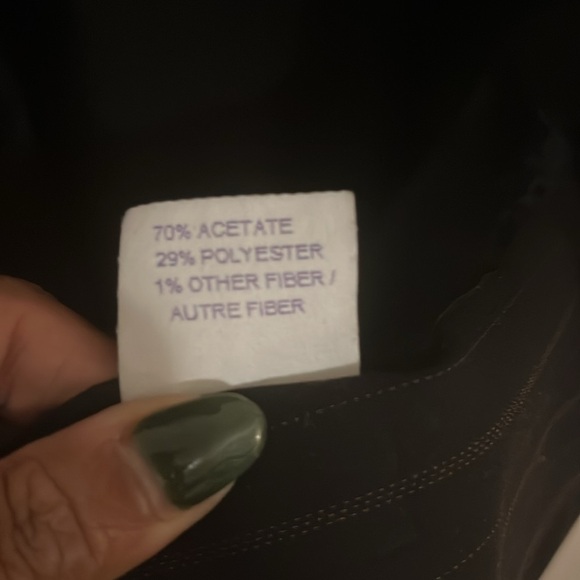 70% ACETATE
29% POLYESTER
1% OTHER FIBER /
AUTRE FIBER